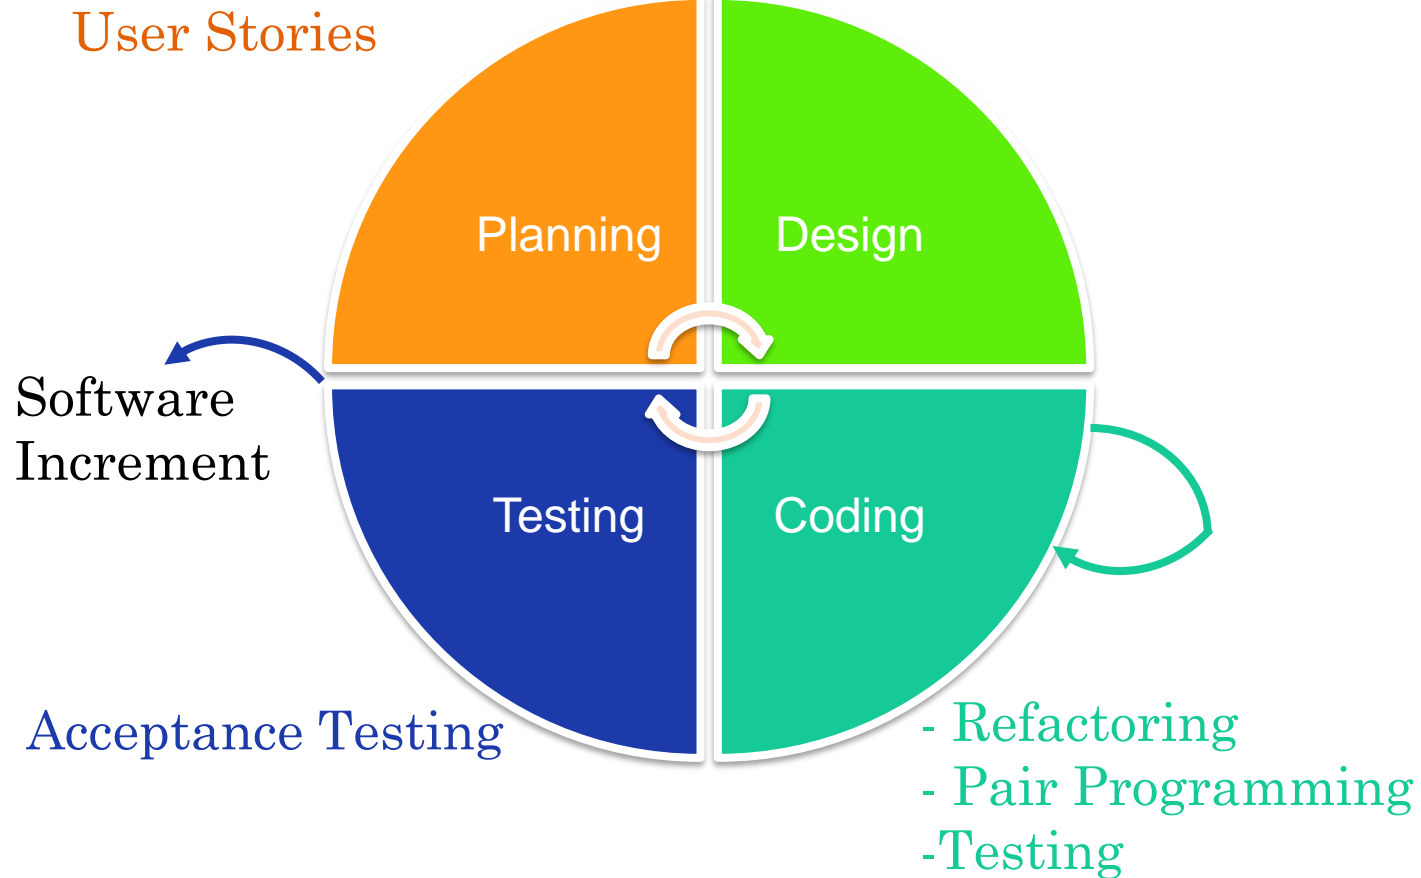 User Stories
Planning
Design
Software
Increment
Testing
Coding
Acceptance Testing
- Refactoring
- Pair Programming
-Testing